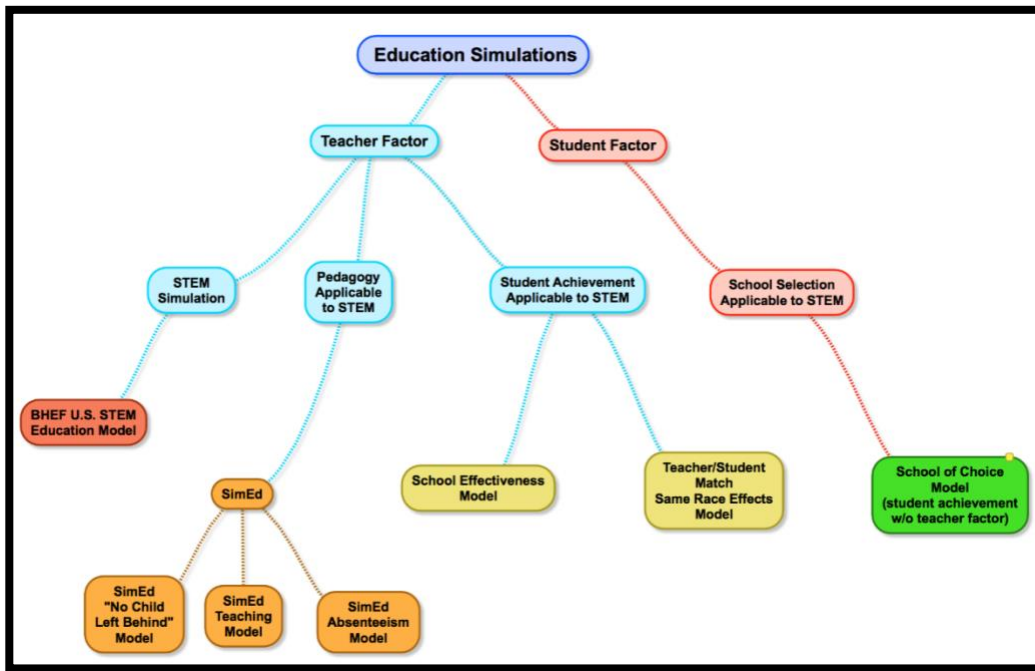 Education Simulations
Teacher Factor
Student Factor
STEM
Simulation
Pedagogy
Applicable
to STEM
Student Achievement
Applicable to STEM
School Selection
Applicable to STEM
BHEF U.S. STEM
Education Model
SimEd
School Effectiveness
Model
Teacher/Student
Match
Same Race Effects
Model
School of Choice
Model
(student achievement
w/o teacher factor)
SimEd
"No Child
Left Behind"
Model
SimEd
Teaching
Model
SimEd
Absenteeism
Model